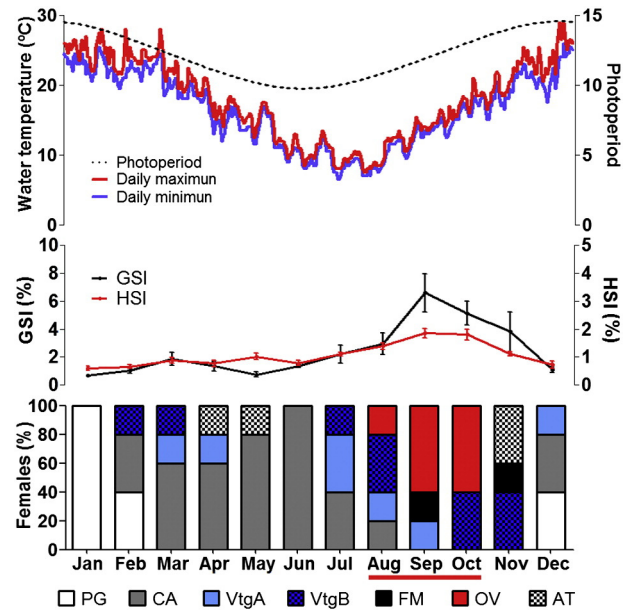 Water temperature (ºC)
30
20
10
0
Photoperiod
Daily maximun
Daily minimun
15
10
5
0
Photoperiod
GSI (%)
10
8
6
4
2
0
GSI
HSI
5
4
3
2
1
0
HSI (%)
Females (%)
100
80
60
40
20
0
Jan Feb Mar Apr May Jun Jul Aug Sep Oct Nov Dec
PG CA VtgA VtgB FM OV AT